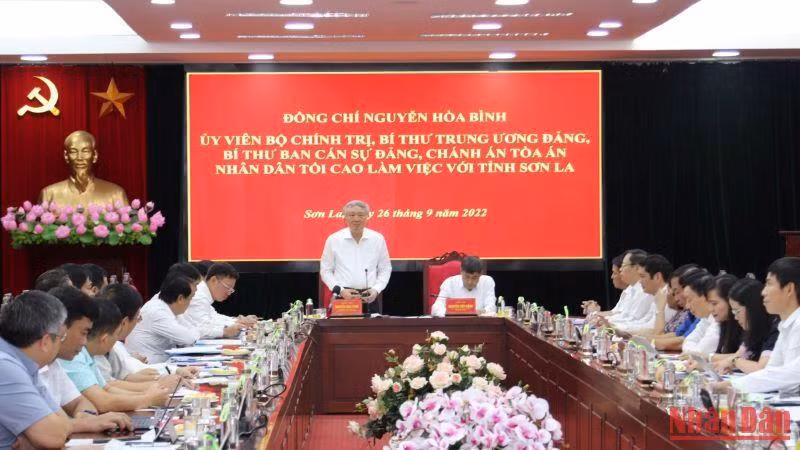 ĐỒNG CHÍ NGUYỄN HÒA BÌNH
ỦY VIÊN BỘ CHÍNH TRỊ, BÍ THƯ TRUNG ƯƠNG ĐẢNG,
BÍ THƯ BAN CÁN SỰ ĐẢNG, CHÁNH ÁN TÒA ÁN
NHÂN DÂN TỐI CAO LÀM VIỆC VỚI TỈNH SƠN LA
Sơn La, 26 tháng 9 năm 2022
Nhân Dân